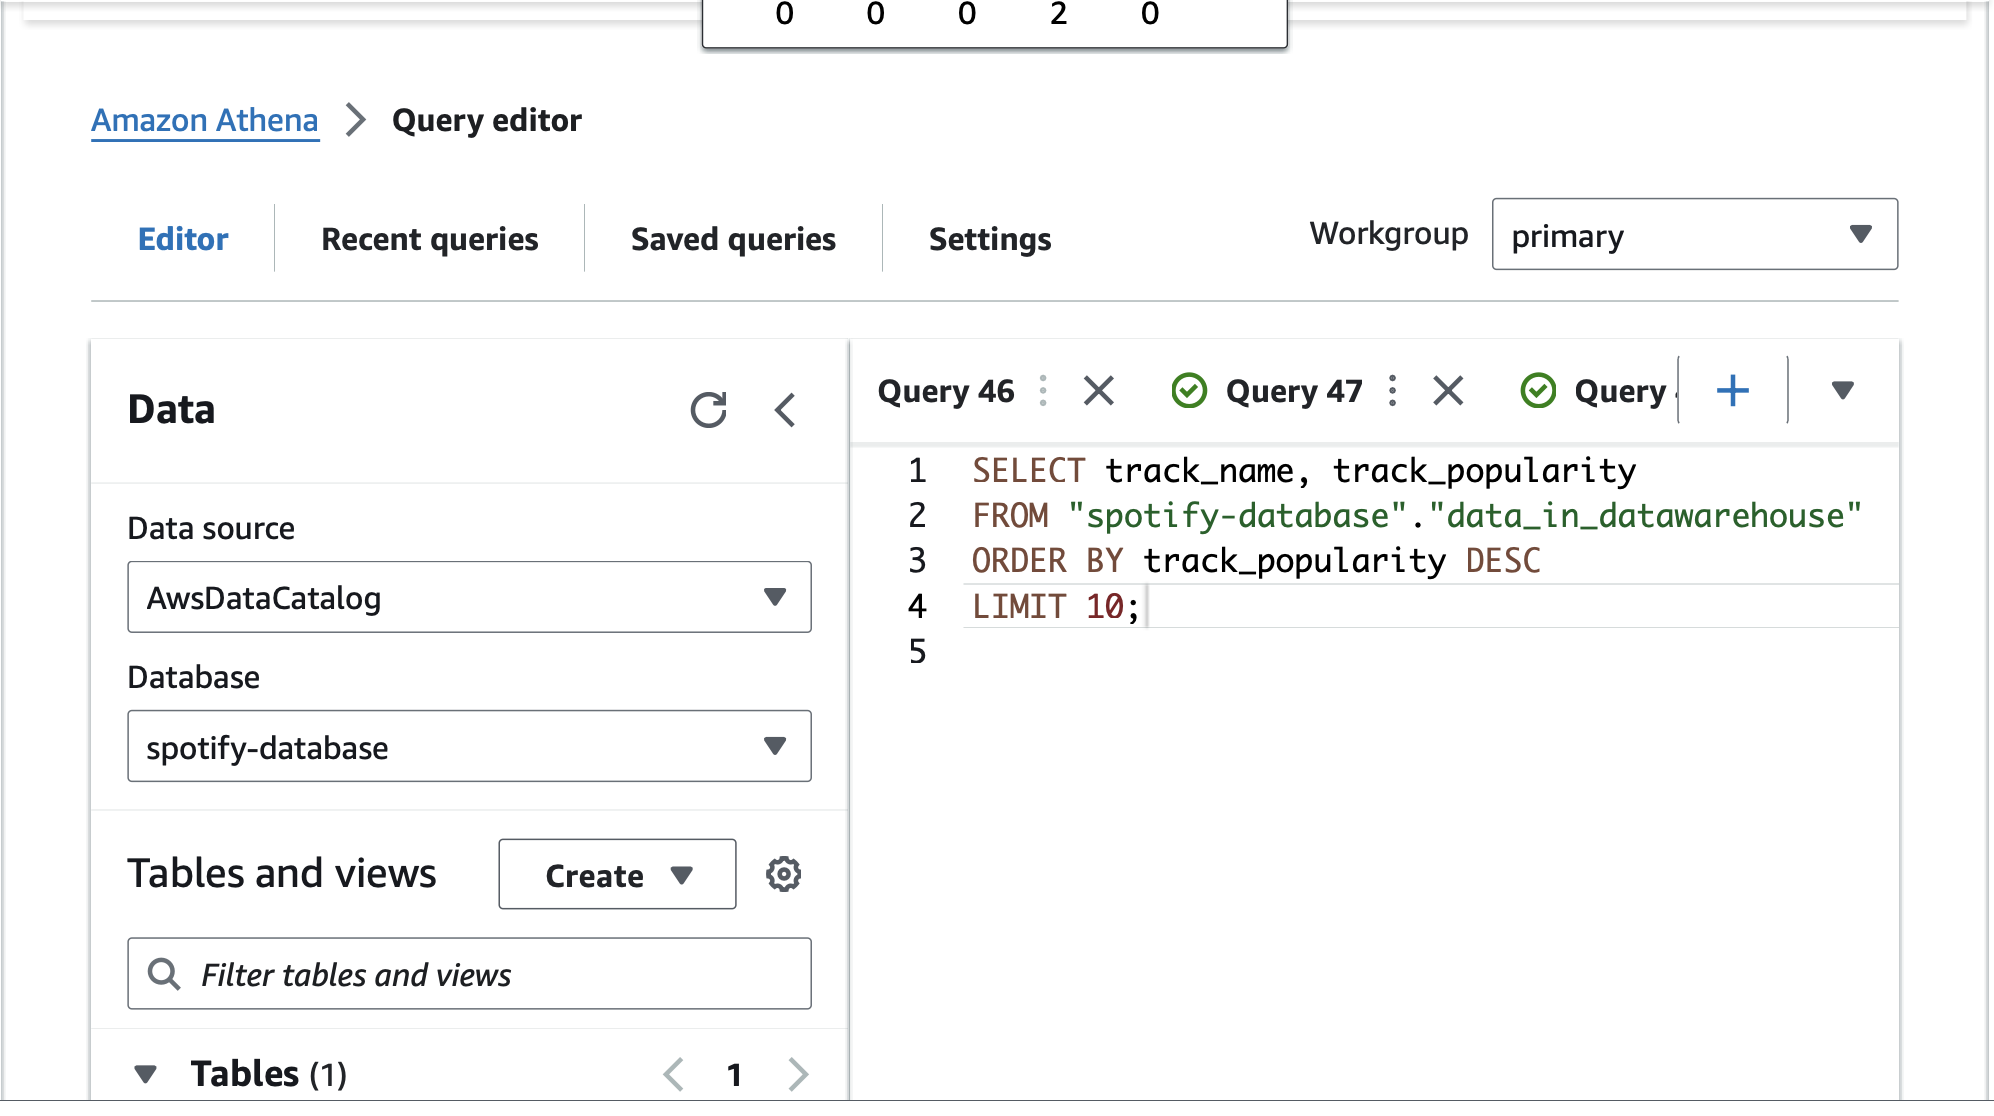 0 0 0 2 0
Amazon Athena > Query editor
Editor Recent queries Saved queries Settings Workgroup primary
Data
Data source
AwsDataCatalog
Database
spotify-database
Tables and views Create
Filter tables and views
Tables (1) 1
Query 46 Query 47 Query
1 SELECT track_name, track_popularity
2 FROM "spotify-database"."data_in_datawarehouse"
3 ORDER BY track_popularity DESC
4 LIMIT 10;
5